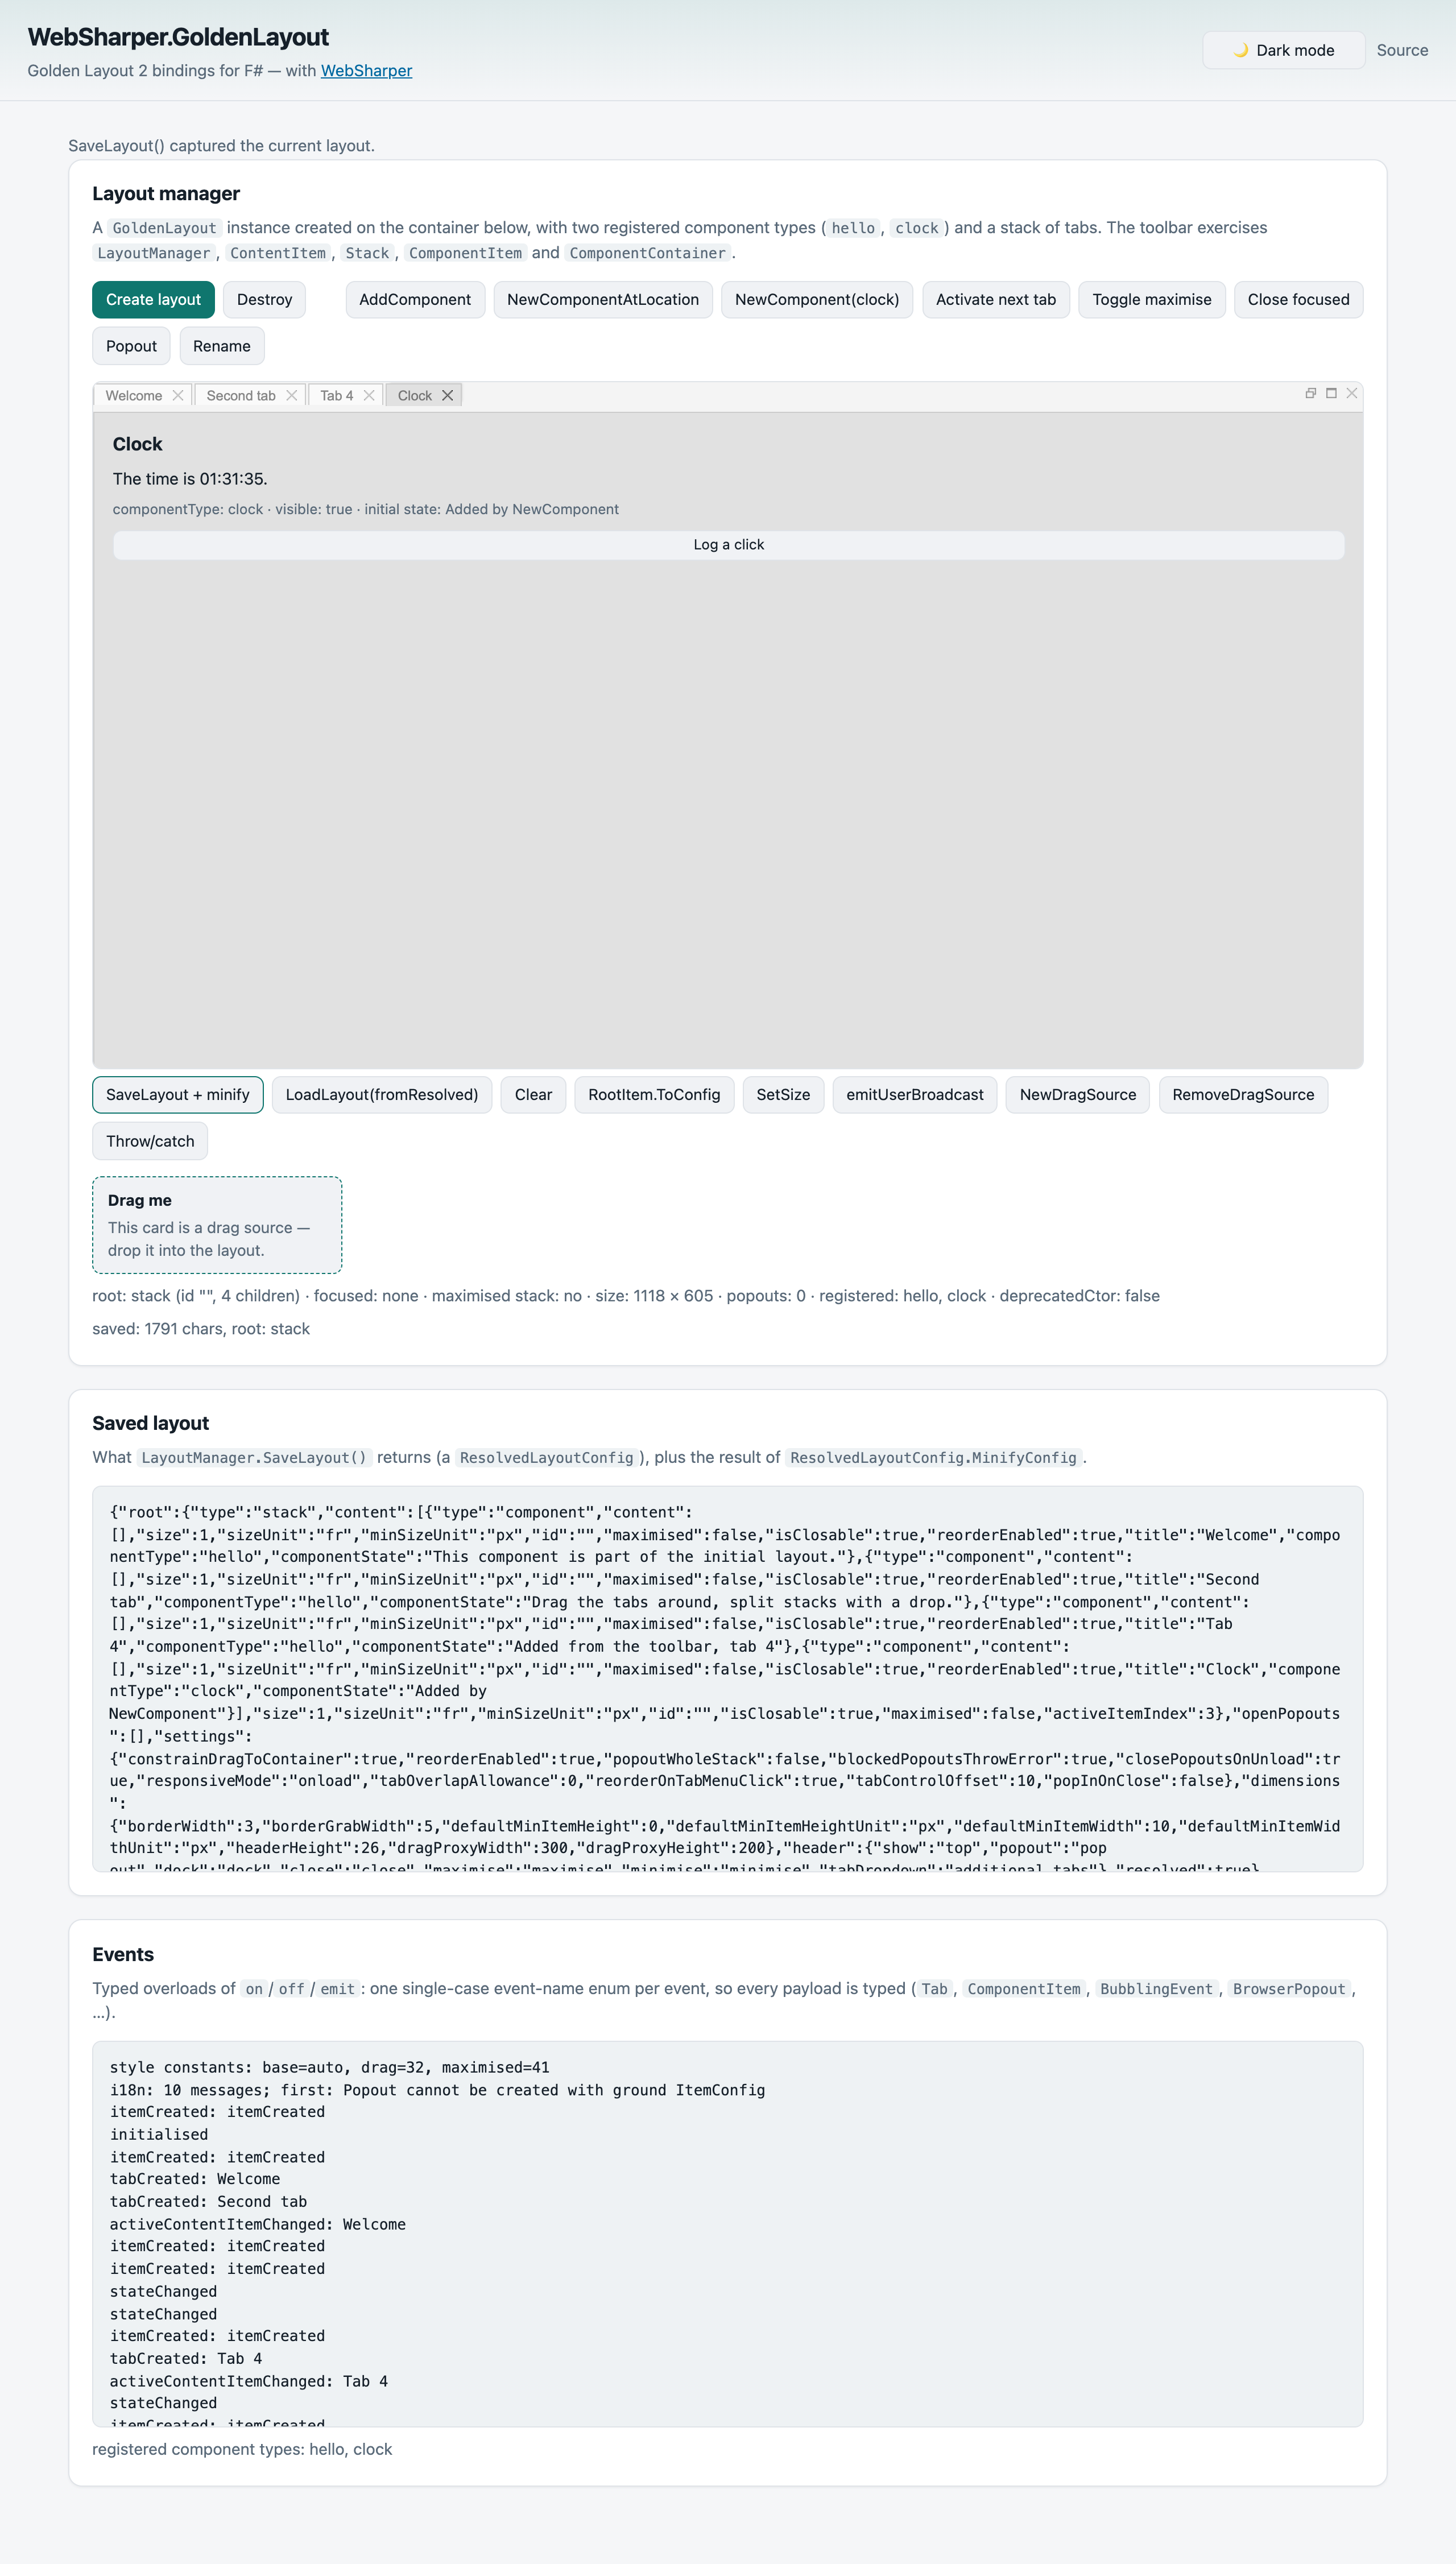 WebSharper.GoldenLayout
Golden Layout 2 bindings for F# — with WebSharper
🌙 Dark mode
Source
SaveLayout() captured the current layout.
Layout manager
A GoldenLayout instance created on the container below, with two registered component types ( hello , clock ) and a stack of tabs. The toolbar exercises
LayoutManager , ContentItem , Stack , ComponentItem and ComponentContainer .
Create layout Destroy AddComponent NewComponentAtLocation NewComponent(clock) Activate next tab Toggle maximise Close focused
Popout Rename
Welcome Second tab Tab 4 Clock
Clock
The time is 01:31:35.
componentType: clock · visible: true · initial state: Added by NewComponent
Log a click
SaveLayout + minify LoadLayout(fromResolved) Clear RootItem.ToConfig SetSize emitUserBroadcast NewDragSource RemoveDragSource
Throw/catch
Drag me
This card is a drag source —
drop it into the layout.
root: stack (id "", 4 children) · focused: none · maximised stack: no · size: 1118 × 605 · popouts: 0 · registered: hello, clock · deprecatedCtor: false
saved: 1791 chars, root: stack
Saved layout
What LayoutManager.SaveLayout() returns (a ResolvedLayoutConfig ), plus the result of ResolvedLayoutConfig.MinifyConfig .
{"root":{"type":"stack","content":[{"type":"component","content":
[],"size":1,"sizeUnit":"fr","minSizeUnit":"px","id":"","maximised":false,"isClosable":true,"reorderEnabled":true,"title":"Welcome","compo
nentType":"hello","componentState":"This component is part of the initial layout."},{"type":"component","content":
[],"size":1,"sizeUnit":"fr","minSizeUnit":"px","id":"","maximised":false,"isClosable":true,"reorderEnabled":true,"title":"Second
tab","componentType":"hello","componentState":"Drag the tabs around, split stacks with a drop."},{"type":"component","content":
[],"size":1,"sizeUnit":"fr","minSizeUnit":"px","id":"","maximised":false,"isClosable":true,"reorderEnabled":true,"title":"Tab
4","componentType":"hello","componentState":"Added from the toolbar, tab 4"},{"type":"component","content":
[],"size":1,"sizeUnit":"fr","minSizeUnit":"px","id":"","maximised":false,"isClosable":true,"reorderEnabled":true,"title":"Clock","compone
ntType":"clock","componentState":"Added by
NewComponent"}],"size":1,"sizeUnit":"fr","minSizeUnit":"px","id":"","isClosable":true,"maximised":false,"activeItemIndex":3},"openPopouts
":[],"settings":
{"constrainDragToContainer":true,"reorderEnabled":true,"popoutWholeStack":false,"blockedPopoutsThrowError":true,"closePopoutsOnUnload":tr
ue,"responsiveMode":"onload","tabOverlapAllowance":0,"reorderOnTabMenuClick":true,"tabControlOffset":10,"popInOnClose":false},"dimensions
":
{"borderWidth":3,"borderGrabWidth":5,"defaultMinItemHeight":0,"defaultMinItemHeightUnit":"px","defaultMinItemWidth":10,"defaultMinItemWid
thUnit":"px","headerHeight":26,"dragProxyWidth":300,"dragProxyHeight":200},"header":{"show":"top","popout":"pop
out","dock":"dock","close":"close","maximise":"maximise","minimise":"minimise","tabDropdown":"additional tabs"},"resolved":true}
Events
Typed overloads of on / off / emit : one single-case event-name enum per event, so every payload is typed ( Tab , ComponentItem , BubblingEvent , BrowserPopout ,
…).
style constants: base=auto, drag=32, maximised=41
i18n: 10 messages; first: Popout cannot be created with ground ItemConfig
itemCreated: itemCreated
initialised
itemCreated: itemCreated
tabCreated: Welcome
tabCreated: Second tab
activeContentItemChanged: Welcome
itemCreated: itemCreated
itemCreated: itemCreated
stateChanged
stateChanged
itemCreated: itemCreated
tabCreated: Tab 4
activeContentItemChanged: Tab 4
stateChanged
itemCreated: itemCreated
registered component types: hello, clock